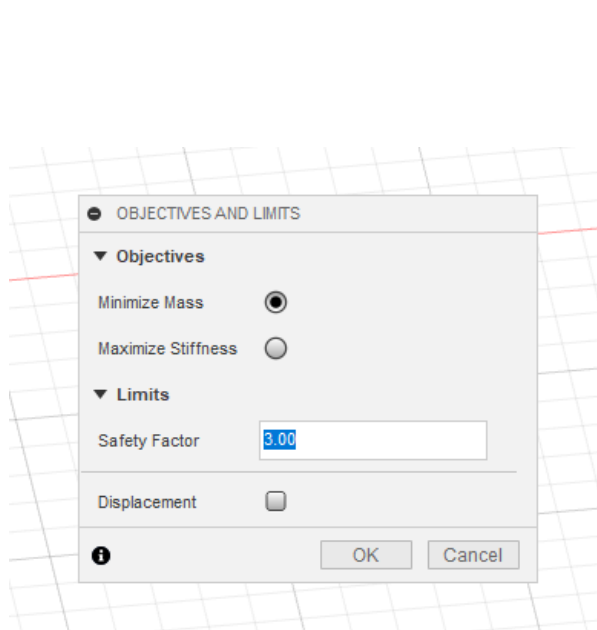 OBJECTIVES AND LIMITS
Objectives
Minimize Mass
Maximize Stiffness
Limits
Safety Factor 3.00
Displacement
OK Cancel